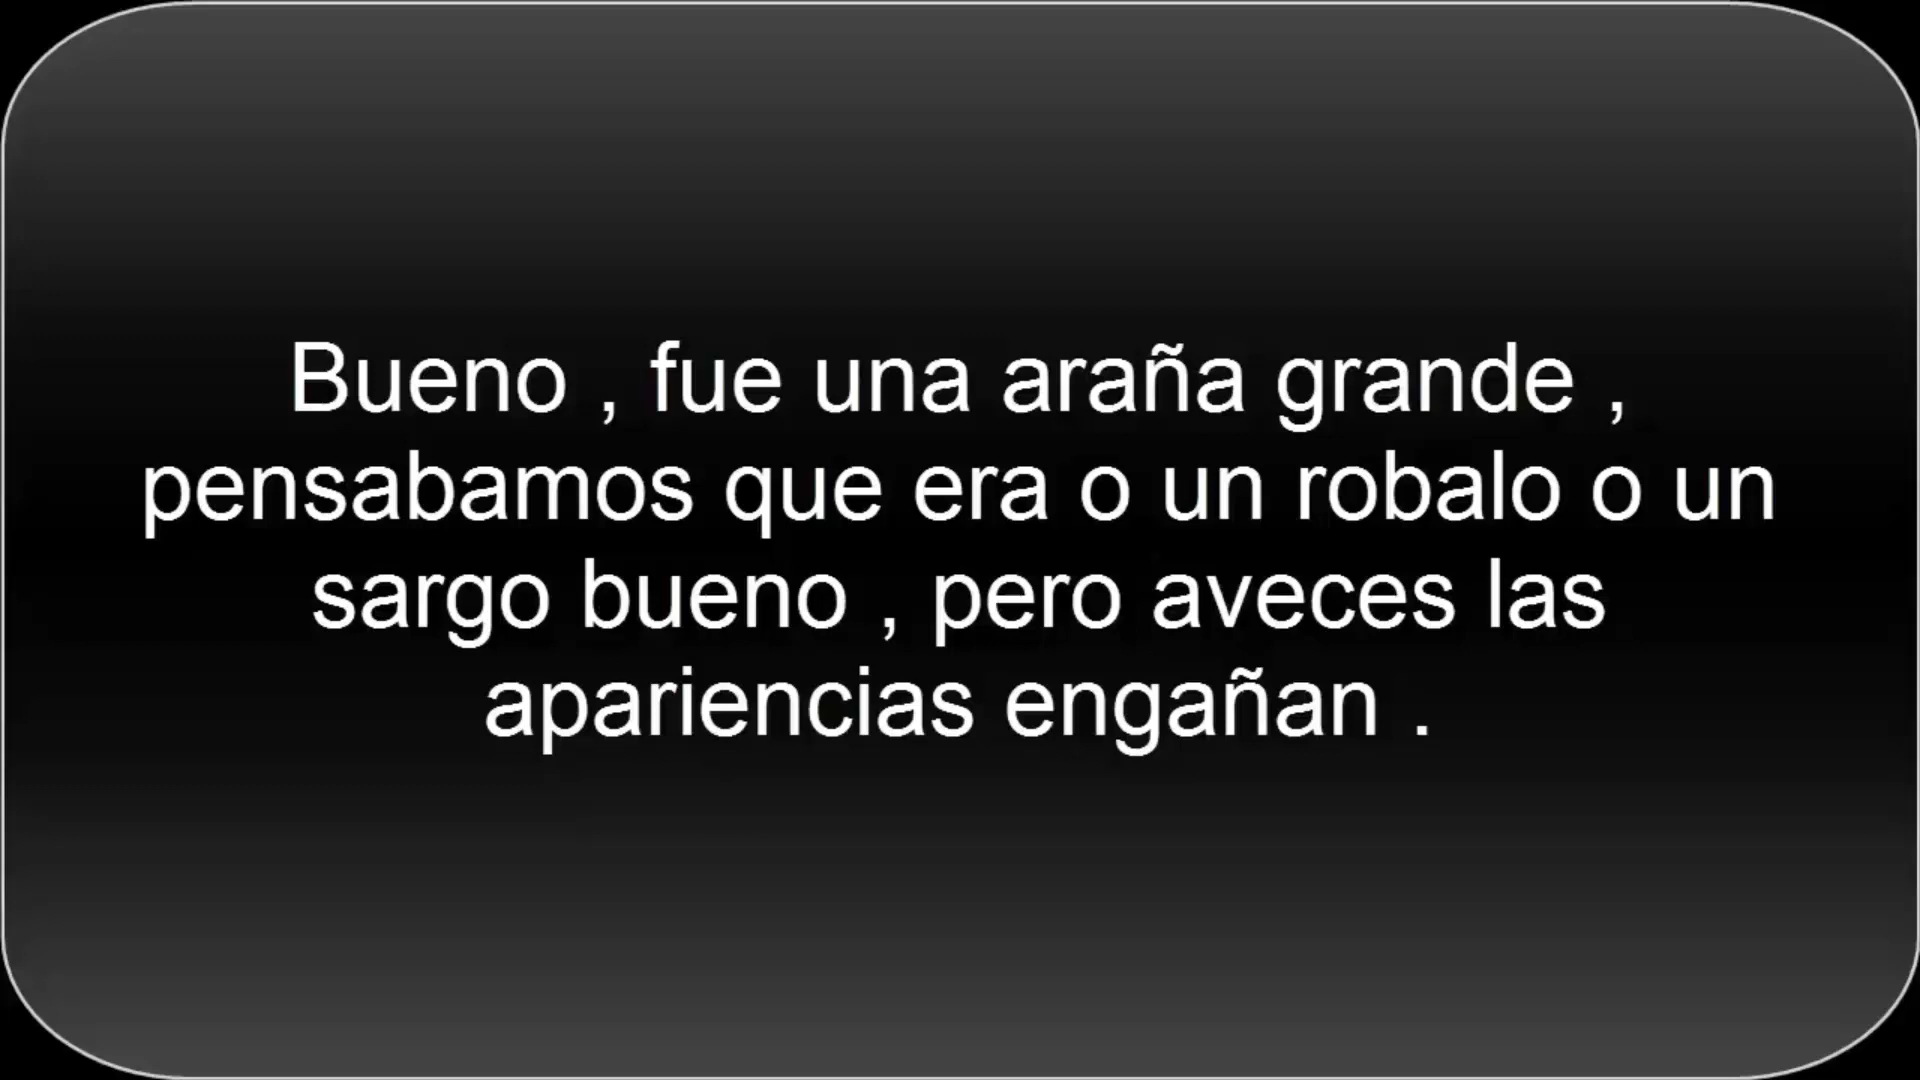 Bueno , fue una araña grande ,
pensabamos que era o un robalo o un
sargo bueno , pero aveces las
apariencias engañan .